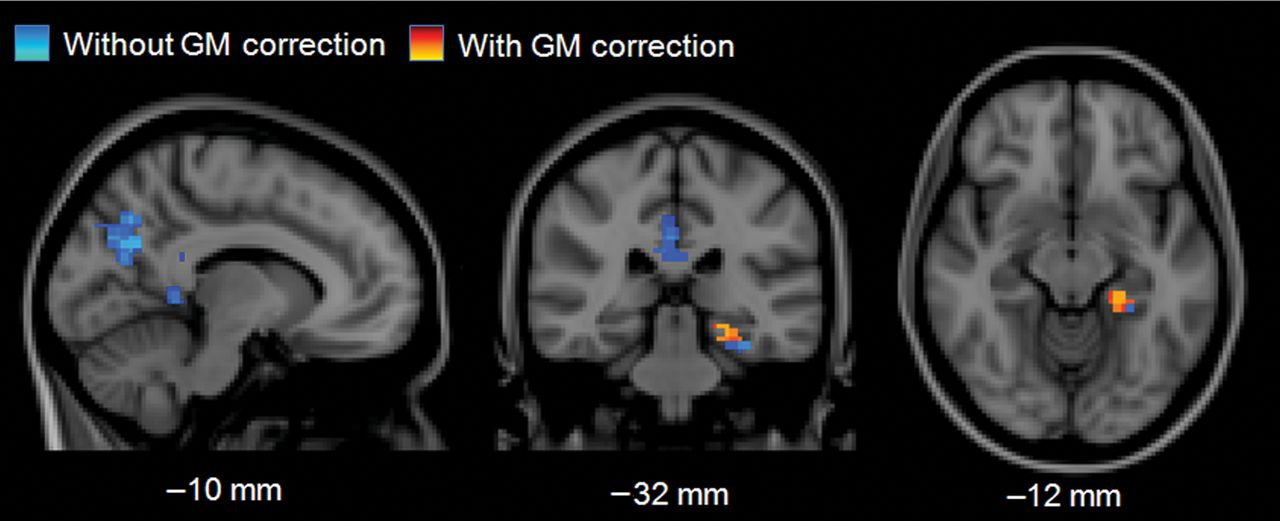 Without GM correction With GM correction
–10 mm –32 mm –12 mm